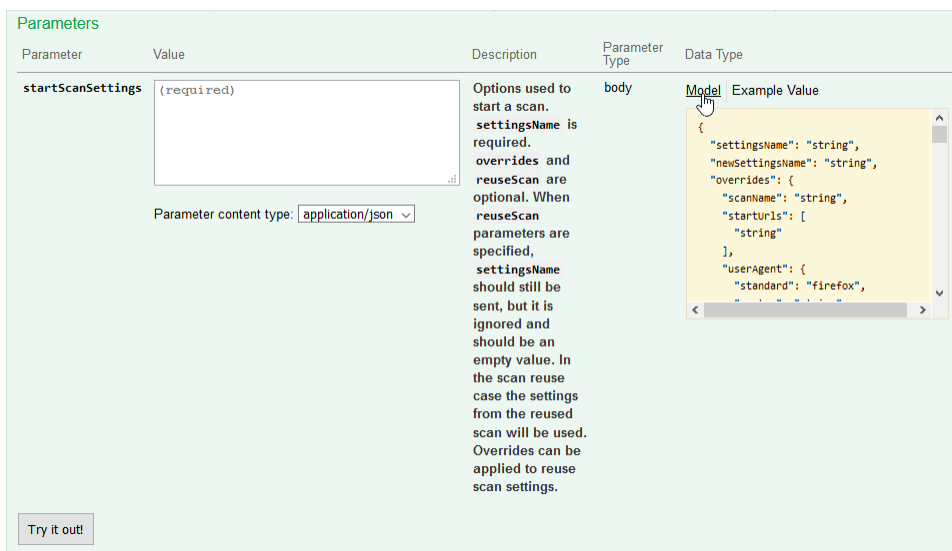 Parameters
Parameter
Value
Description
Parameter
Type
Data Type
startScanSettings
(required)
Parameter content type: application/json
Options used to
start a scan.
settingsName is
required.
overrides and
reuseScan are
optional. When
reuseScan
parameters are
specified,
settingsName
should still be
sent, but it is
ignored and
should be an
empty value. In
the scan reuse
case the settings
from the reused
scan will be used.
Overrides can be
applied to reuse
scan settings.
body
Model Example Value
{
"settingsName": "string",
"newSettingsName": "string",
"overrides": {
"scanName": "string",
"startUrls": [
"string"
],
"userAgent": {
"standard": "firefox",
Try it out!